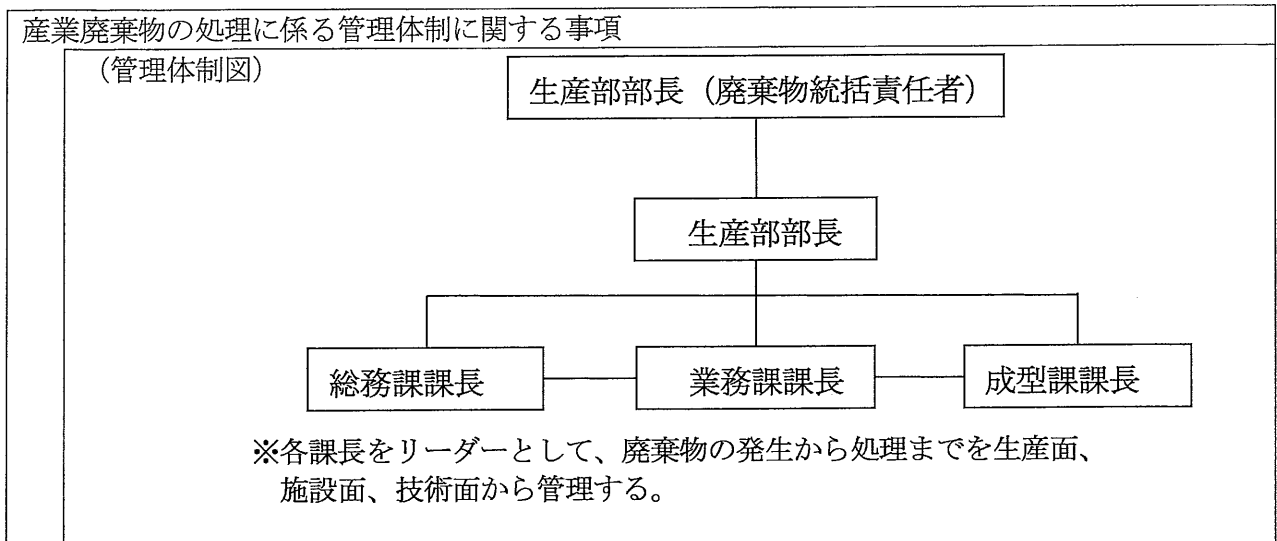 産業廃棄物の処理に係る管理体制に関する事項
（管理体制図）
生産部部長（廃棄物統括責任者）
生産部部長
総務課課長
業務課課長
成型課課長
※各課長をリーダーとして、廃棄物の発生から処理までを生産面、
施設面、技術面から管理する。